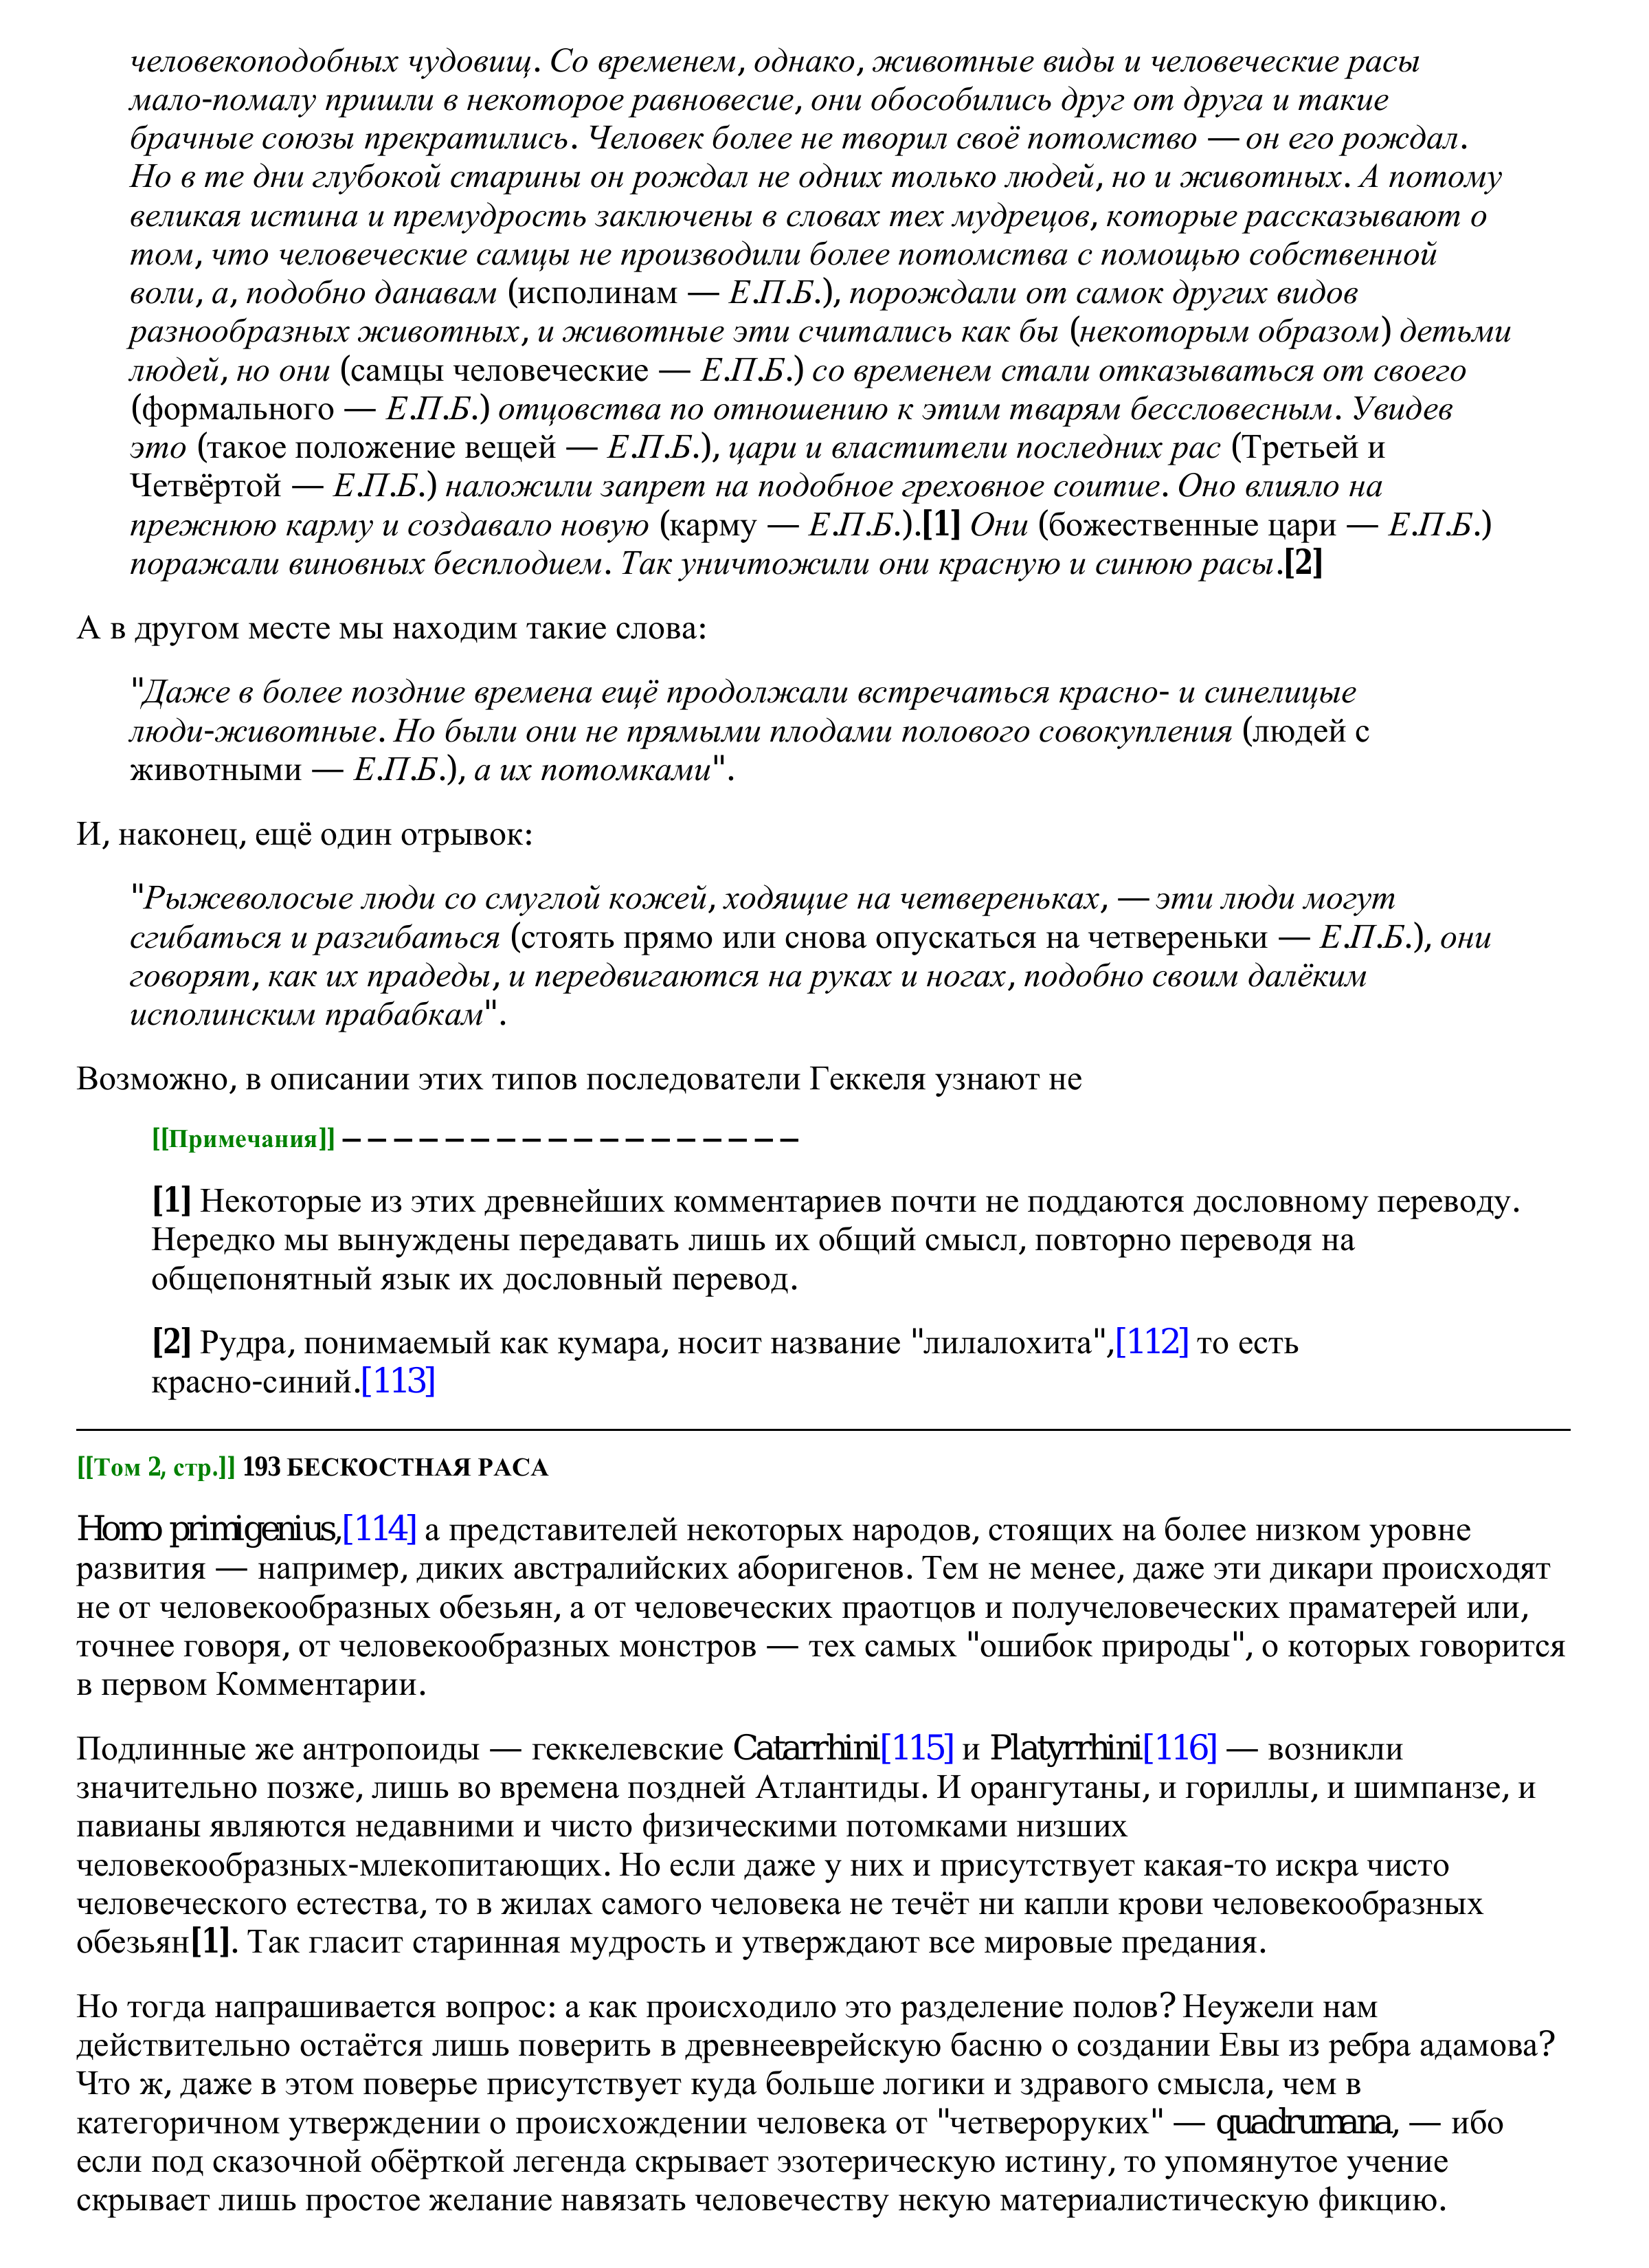 человекоподобных чудовищ. Со временем, однако, животные виды и человеческие расы
мало-помалу пришли в некоторое равновесие, они обособились друг от друга и такие
брачные союзы прекратились. Человек более не творил своё потомство — он его рождал.
Но в те дни глубокой старины он рождал не одних только людей, но и животных. А потому
великая истина и премудрость заключены в словах тех мудрецов, которые рассказывают о
том, что человеческие самцы не производили более потомства с помощью собственной
воли, а, подобно данавам (исполинам — Е.П.Б.), порождали от самок других видов
разнообразных животных, и животные эти считались как бы (некоторым образом) детьми
людей, но они (самцы человеческие — Е.П.Б.) со временем стали отказываться от своего
(формального — Е.П.Б.) отцовства по отношению к этим тварям бессловесным. Увидев
это (такое положение вещей — Е.П.Б.), цари и властители последних рас (Третьей и
Четвёртой — Е.П.Б.) наложили запрет на подобное греховное соитие. Оно влияло на
прежнюю карму и создавало новую (карму — Е.П.Б.).[1] Они (божественные цари — Е.П.Б.)
поражали виновных бесплодием. Так уничтожили они красную и синюю расы.[2]
А в другом месте мы находим такие слова:
"Даже в более поздние времена ещё продолжали встречаться красно- и синелицые
люди-животные. Но были они не прямыми плодами полового совокупления (людей с
животными — Е.П.Б.), а их потомками".
И, наконец, ещё один отрывок:
"Рыжеволосые люди со смуглой кожей, ходящие на четвереньках, — эти люди могут
сгибаться и разгибаться (стоять прямо или снова опускаться на четвереньки — Е.П.Б.), они
говорят, как их прадеды, и передвигаются на руках и ногах, подобно своим далёким
исполинским прабабкам".
Возможно, в описании этих типов последователи Геккеля узнают не
[[Примечания]] — — — — — — — — — — — — — — — — — —
[1] Некоторые из этих древнейших комментариев почти не поддаются дословному переводу.
Нередко мы вынуждены передавать лишь их общий смысл, повторно переводя на
общепонятный язык их дословный перевод.
[2] Рудра, понимаемый как кумара, носит название "лилалохита",[112] то есть
красно-синий.[113]
[[Том 2, стр.]] 193 БЕСКОСТНАЯ РАСА
Homo primigenius,[114] а представителей некоторых народов, стоящих на более низком уровне
развития — например, диких австралийских аборигенов. Тем не менее, даже эти дикари происходят
не от человекообразных обезьян, а от человеческих праотцов и получеловеческих праматерей или,
точнее говоря, от человекообразных монстров — тех самых "ошибок природы", о которых говорится
в первом Комментарии.
Подлинные же антропоиды — геккелевские Catarrhini[115] и Platyrrhini[116] — возникли
значительно позже, лишь во времена поздней Атлантиды. И орангутаны, и гориллы, и шимпанзе, и
павианы являются недавними и чисто физическими потомками низших
человекообразных-млекопитающих. Но если даже у них и присутствует какая-то искра чисто
человеческого естества, то в жилах самого человека не течёт ни капли крови человекообразных
обезьян[1]. Так гласит старинная мудрость и утверждают все мировые предания.
Но тогда напрашивается вопрос: а как происходило это разделение полов? Неужели нам
действительно остаётся лишь поверить в древнееврейскую басню о создании Евы из ребра адамова?
Что ж, даже в этом поверье присутствует куда больше логики и здравого смысла, чем в
категоричном утверждении о происхождении человека от "четвероруких" — quadrumana, — ибо
если под сказочной обёрткой легенда скрывает эзотерическую истину, то упомянутое учение
скрывает лишь простое желание навязать человечеству некую материалистическую фикцию.